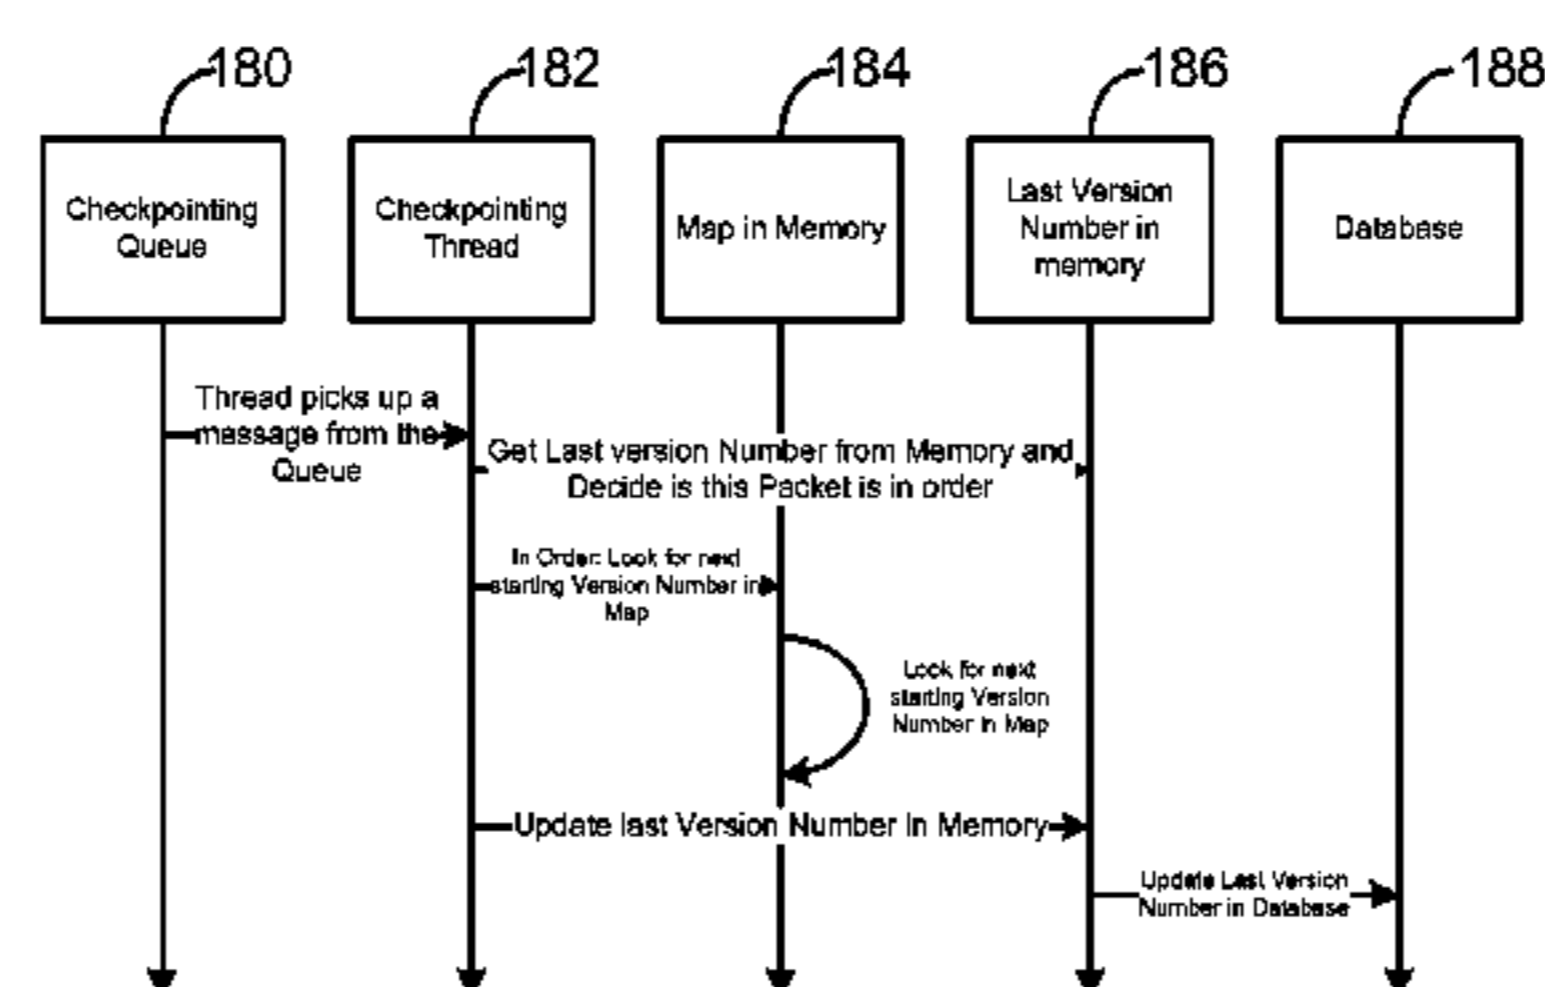 180
182
184
186
188
Checkpointing
Queue
Checkpointing
Thread
Map in Memory
Last Version
Number in
memory
Database
Thread picks up a
message from the
Queue
Get Last version Number from Memory and
Decide is this Packet is in order
In Order: Look for next
starting Version Number in
Map
Look for next
starting Version
Number in Map
Update last Version Number in Memory
Update Last Version
Number in Database